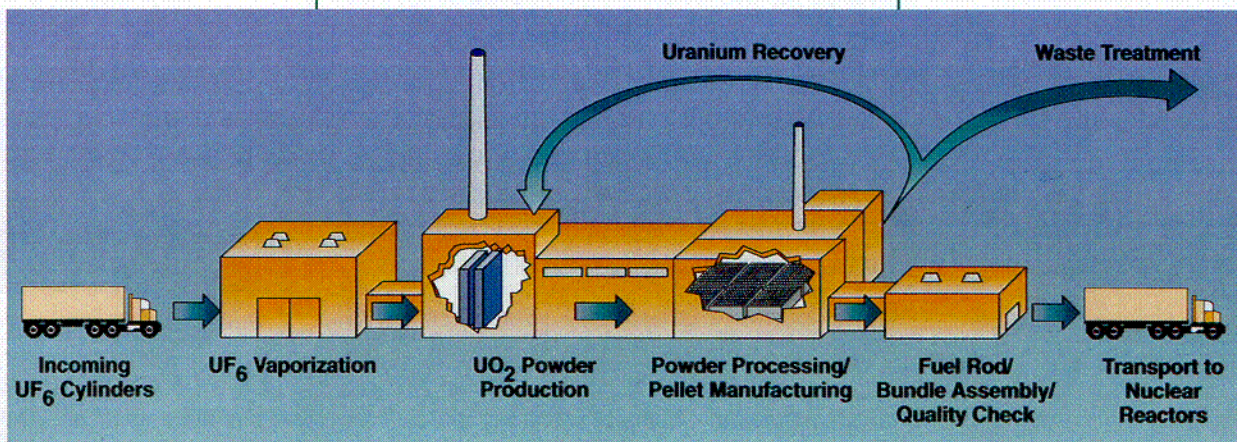 Uranium Recovery
Waste Treatment
Incoming
UF6 Cylinders
UF6 Vaporization
UO2 Powder
Production
Powder Processing/
Pellet Manufacturing
Fuel Rod/
Bundle Assembly/
Quality Check
Transport to
Nuclear
Reactors